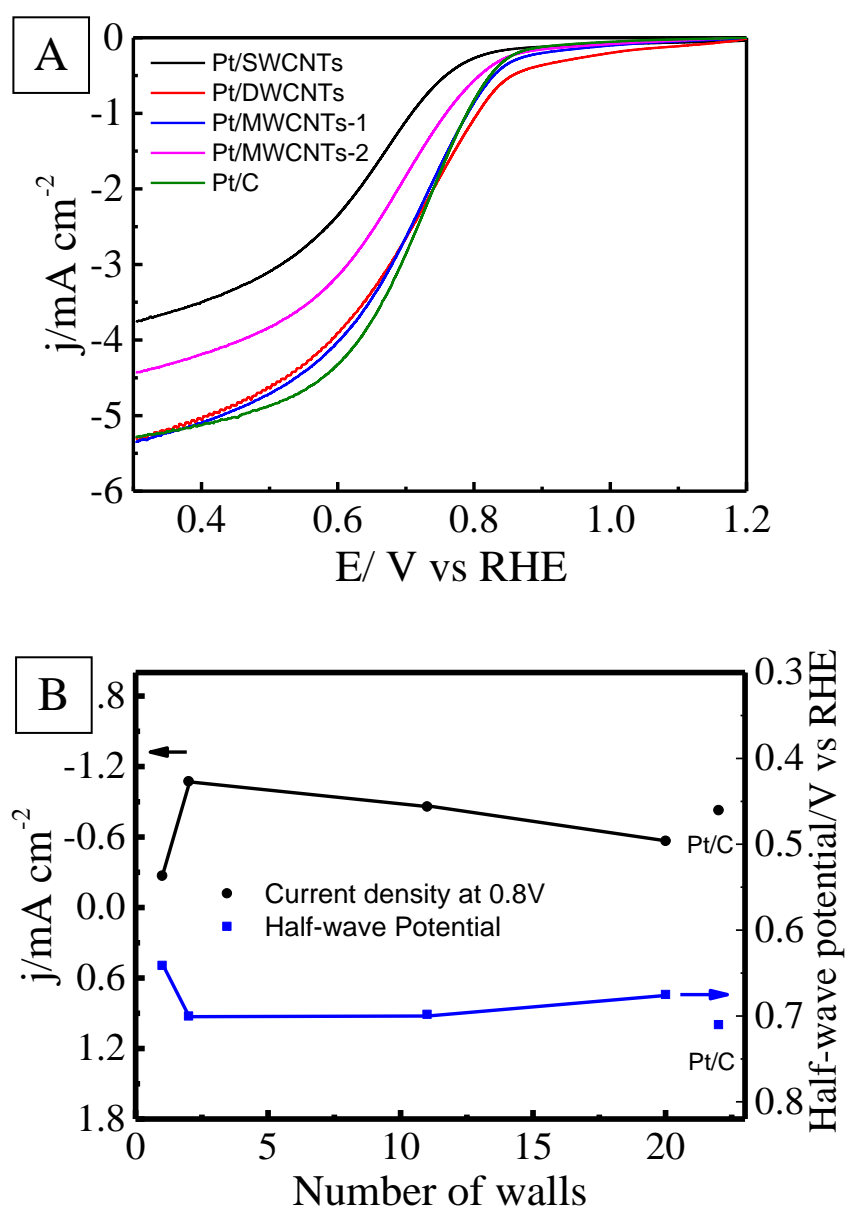 A
0
-1
-2
-3
-4
-5
-6
j/mA cm-2
Pt/SWCNTs
Pt/DWCNTs
Pt/MWCNTs-1
Pt/MWCNTs-2
Pt/C
0.4 0.6 0.8 1.0 1.2
E/ V vs RHE
B
.8
-1.2
-0.6
0.0
0.6
1.2
1.8
j/mA cm-2
Pt/C
Current density at 0.8V
Half-wave Potential
Pt/C
0.3
0.4
0.5
0.6
0.7
0.8
Half-wave potential/V vs RHE
0 5 10 15 20
Number of walls